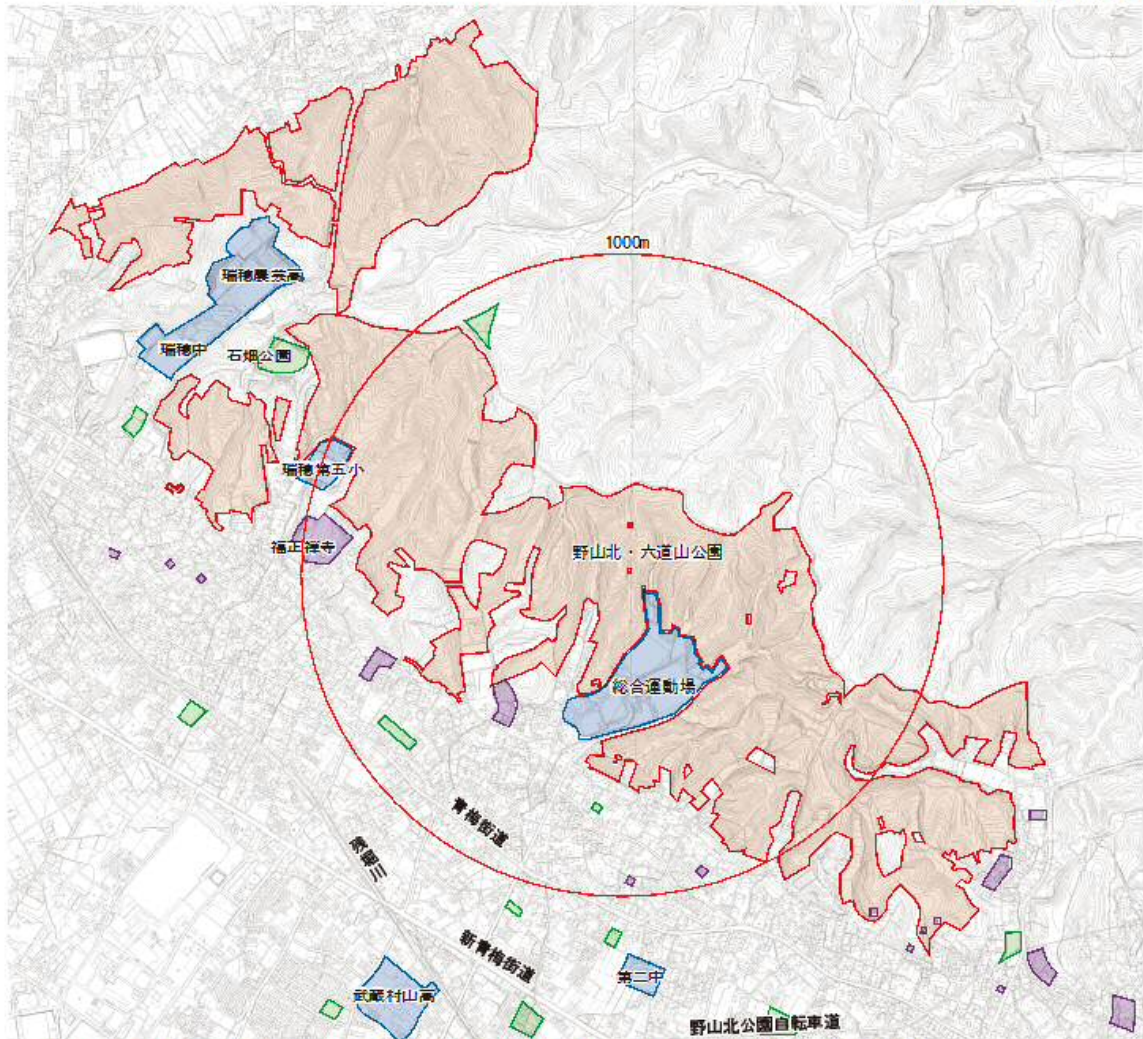 1000m
瑞穂農芸高
瑞穂中
石畑公園
瑞穂第五小
福正禅寺
野山北・六道山公園
総合運動場
青梅街道
残堀川
新青梅街道
第二中
武蔵村山高
野山北公園自転車道